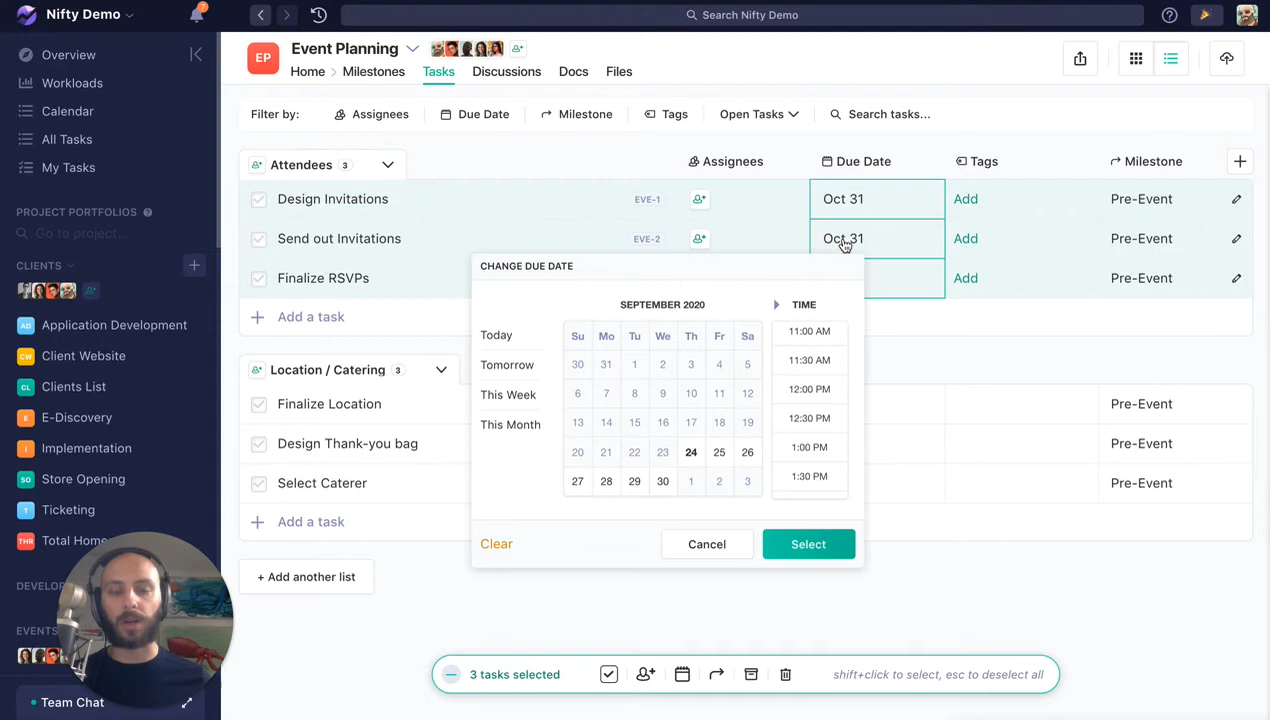 Nifty Demo
7
Search Nifty Demo
Overview
Workloads
Calendar
All Tasks
My Tasks
PROJECT PORTFOLIOS
Go to project...
CLIENTS
AD Application Development
CW Client Website
CL Clients List
E E-Discovery
I Implementation
SO Store Opening
T Ticketing
THR Total Home
DEVELOP
EVENTS
Team Chat
EP
Event Planning
Home > Milestones Tasks Discussions Docs Files
Filter by: Assignees Due Date Milestone Tags Open Tasks Search tasks...
Attendees 3 Assignees Due Date Tags Milestone
Design Invitations EVE-1 Oct 31 Add Pre-Event
Send out Invitations EVE-2 Oct 31 Add Pre-Event
Finalize RSVPs Add Pre-Event
+ Add a task
Location / Catering 3
Finalize Location Pre-Event
Design Thank-you bag Pre-Event
Select Caterer Pre-Event
+ Add a task
+ Add another list
CHANGE DUE DATE
SEPTEMBER 2020 TIME
Today
Tomorrow
This Week
This Month
Su Mo Tu We Th Fr Sa
30 31 1 2 3 4 5
6 7 8 9 10 11 12
13 14 15 16 17 18 19
20 21 22 23 24 25 26
27 28 29 30 1 2 3
11:00 AM
11:30 AM
12:00 PM
12:30 PM
1:00 PM
1:30 PM
Clear Cancel Select
3 tasks selected shift+click to select, esc to deselect all